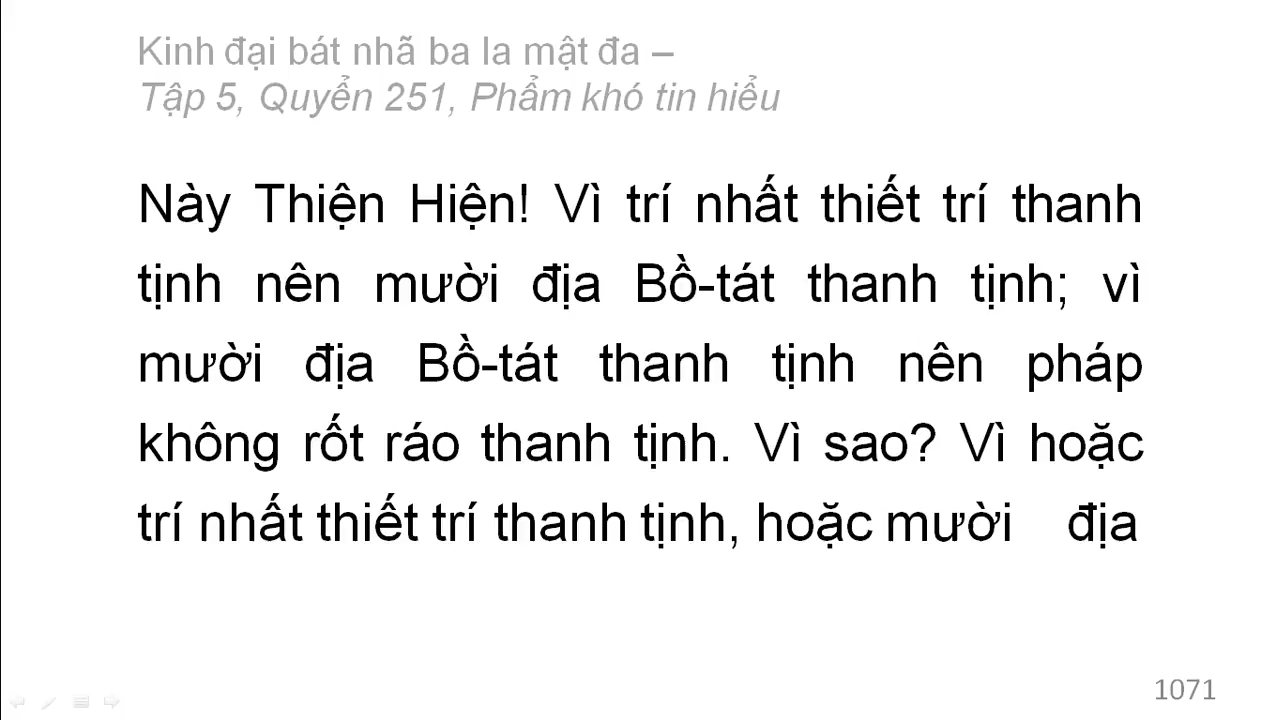 Kinh đại bát nhã ba la mật đa –
Tập 5, Quyển 251, Phẩm khó tin hiểu
Này Thiện Hiện! Vì trí nhất thiết trí thanh
tịnh nên mười địa Bồ-tát thanh tịnh; vì
mười địa Bồ-tát thanh tịnh nên pháp
không rốt ráo thanh tịnh. Vì sao? Vì hoặc
trí nhất thiết trí thanh tịnh, hoặc mười địa
1071